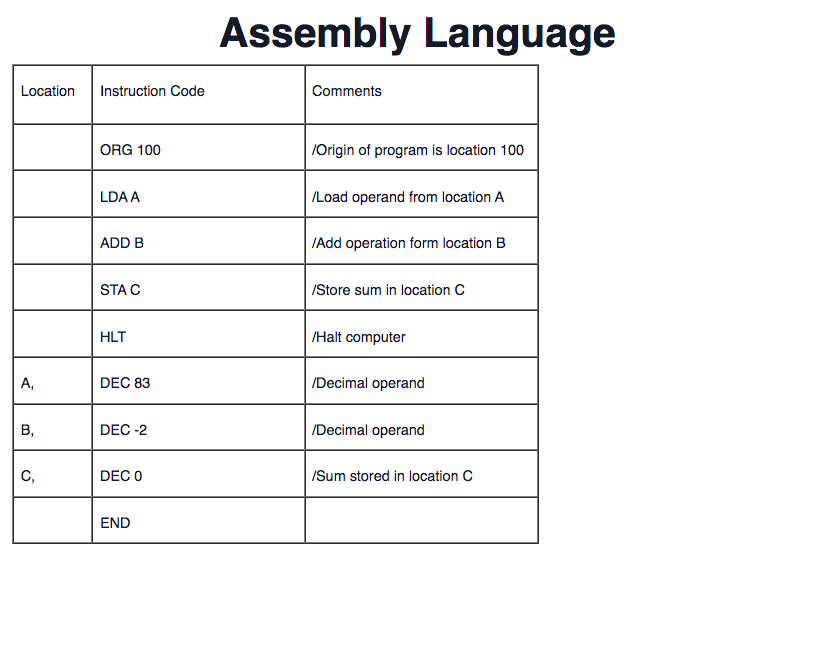 Assembly Language
Location Instruction Code Comments
ORG 100 /Origin of program is location 100
LDA A /Load operand from location A
ADD B /Add operation form location B
STA C /Store sum in location C
HLT /Halt computer
A, DEC 83 /Decimal operand
B, DEC -2 /Decimal operand
C, DEC 0 /Sum stored in location C
END